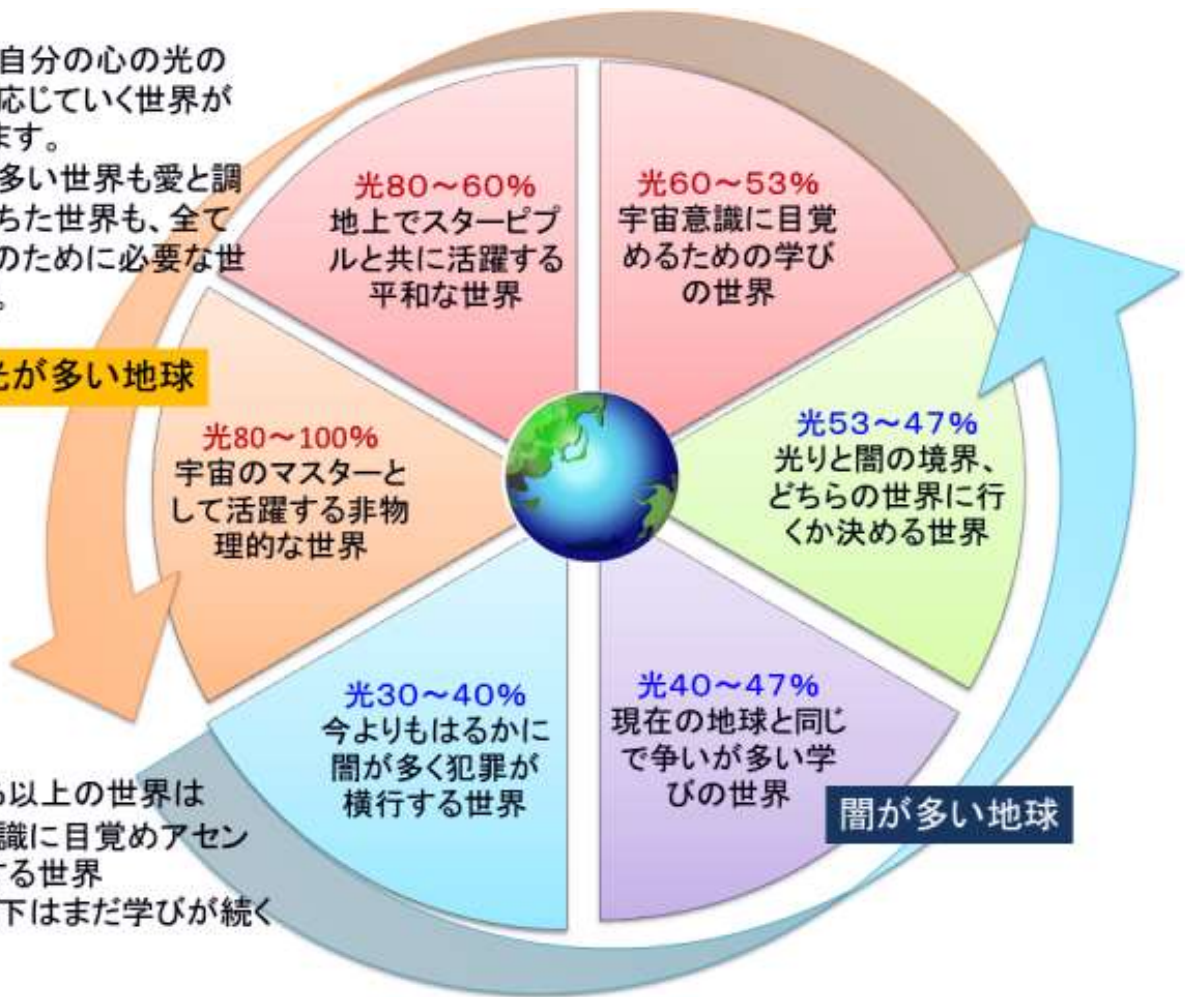 自分の心の光の
応じていく世界が
ます。
多い世界も愛と調
ちた世界も、全て
のために必要な世
。
光が多い地球
光80～60%
地上でスターピプ
ルと共に活躍する
平和な世界
光60～53%
宇宙意識に目覚
めるための学び
の世界
光80～100%
宇宙のマスターと
して活躍する非物
理的な世界
光53～47%
光りと闇の境界、
どちらの世界に行
くか決める世界
光30～40%
今よりもはるかに
闇が多く犯罪が
横行する世界
光40～47%
現在の地球と同じ
で争いが多い学
びの世界
闇が多い地球
以上の世界は
識に目覚めアセン
する世界
下はまだ学びが続く